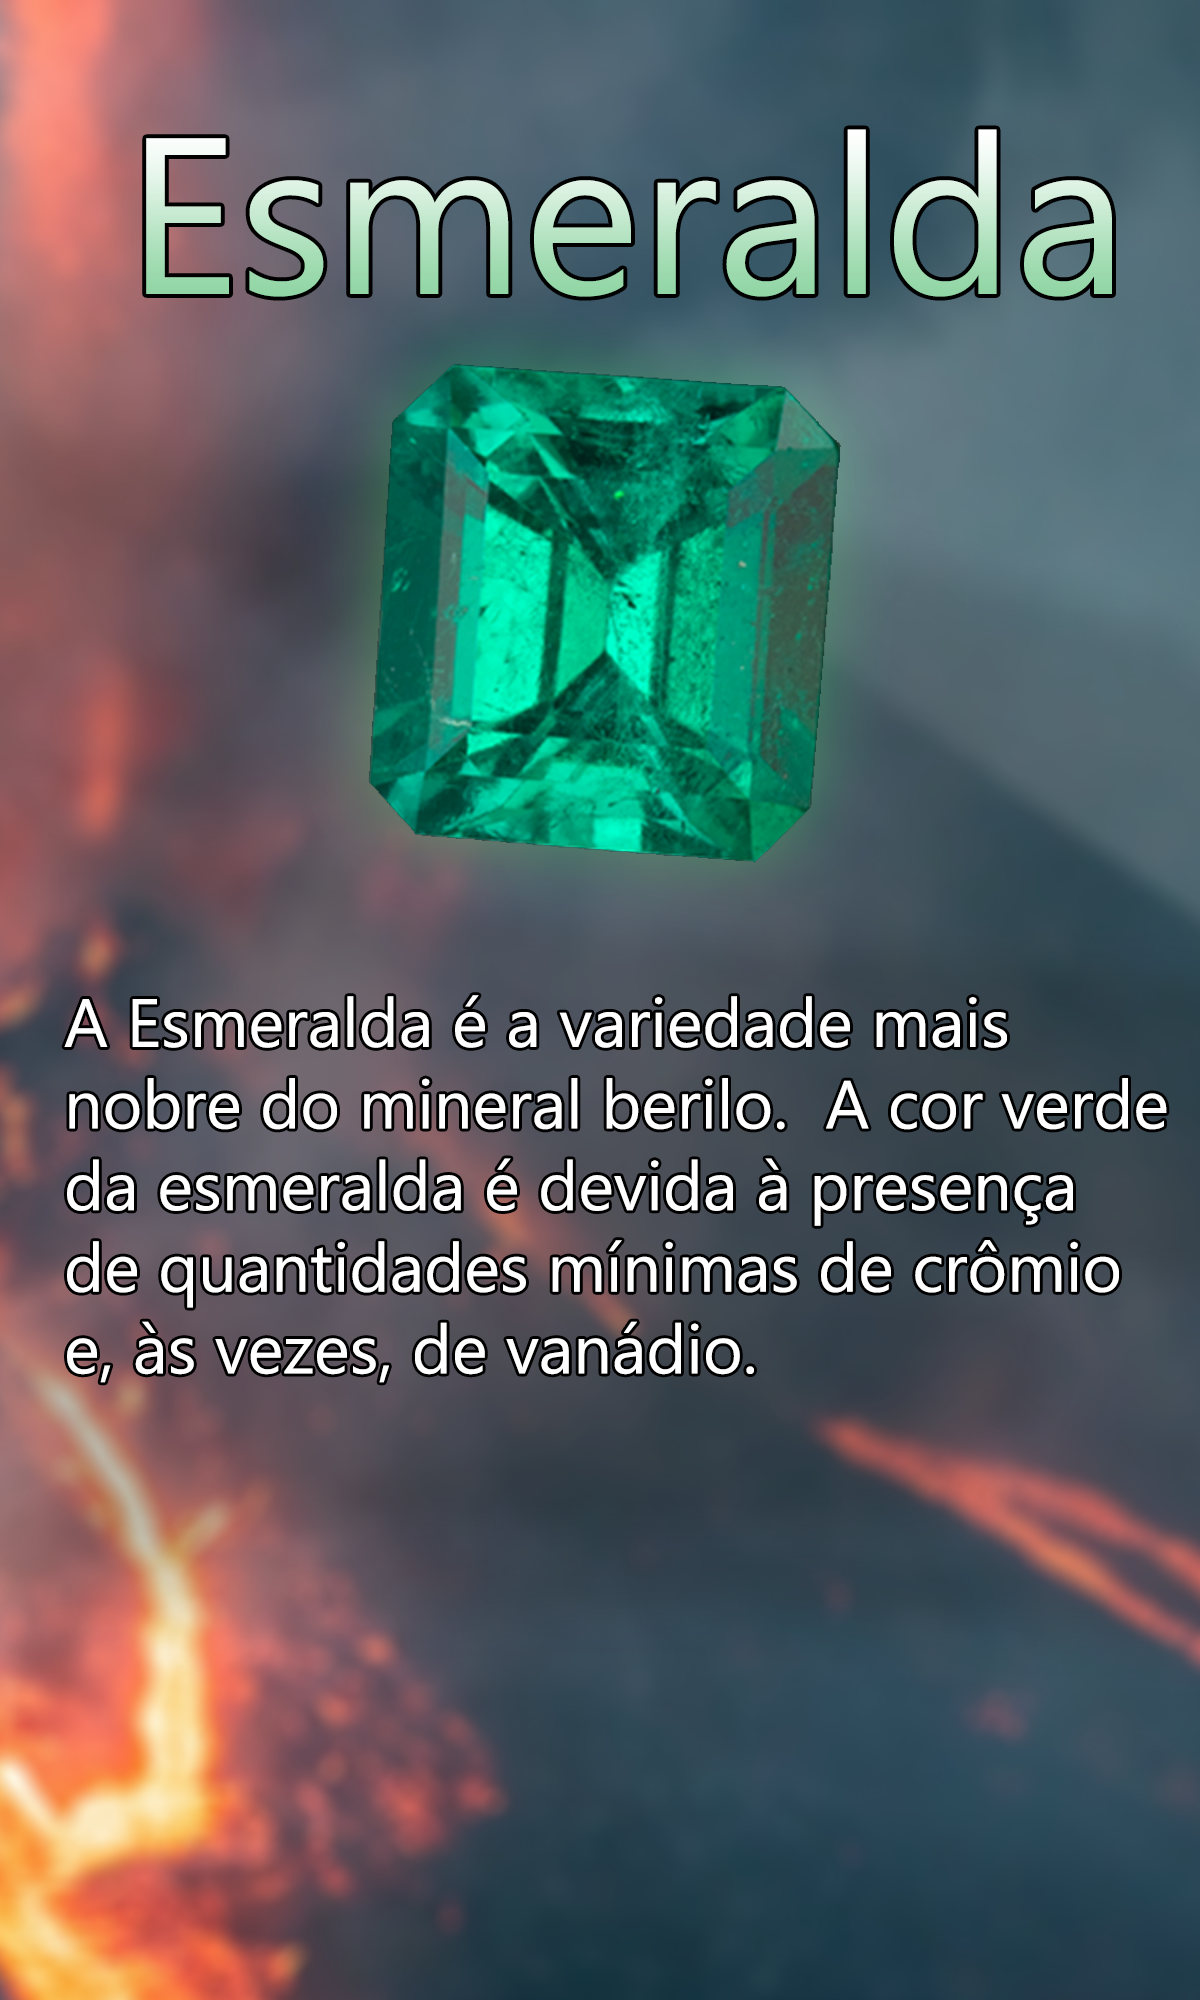 Esmeralda
A Esmeralda é a variedade mais
nobre do mineral berilo.  A cor verde
da esmeralda é devida à presença
de quantidades mínimas de crômio
e, às vezes, de vanádio.